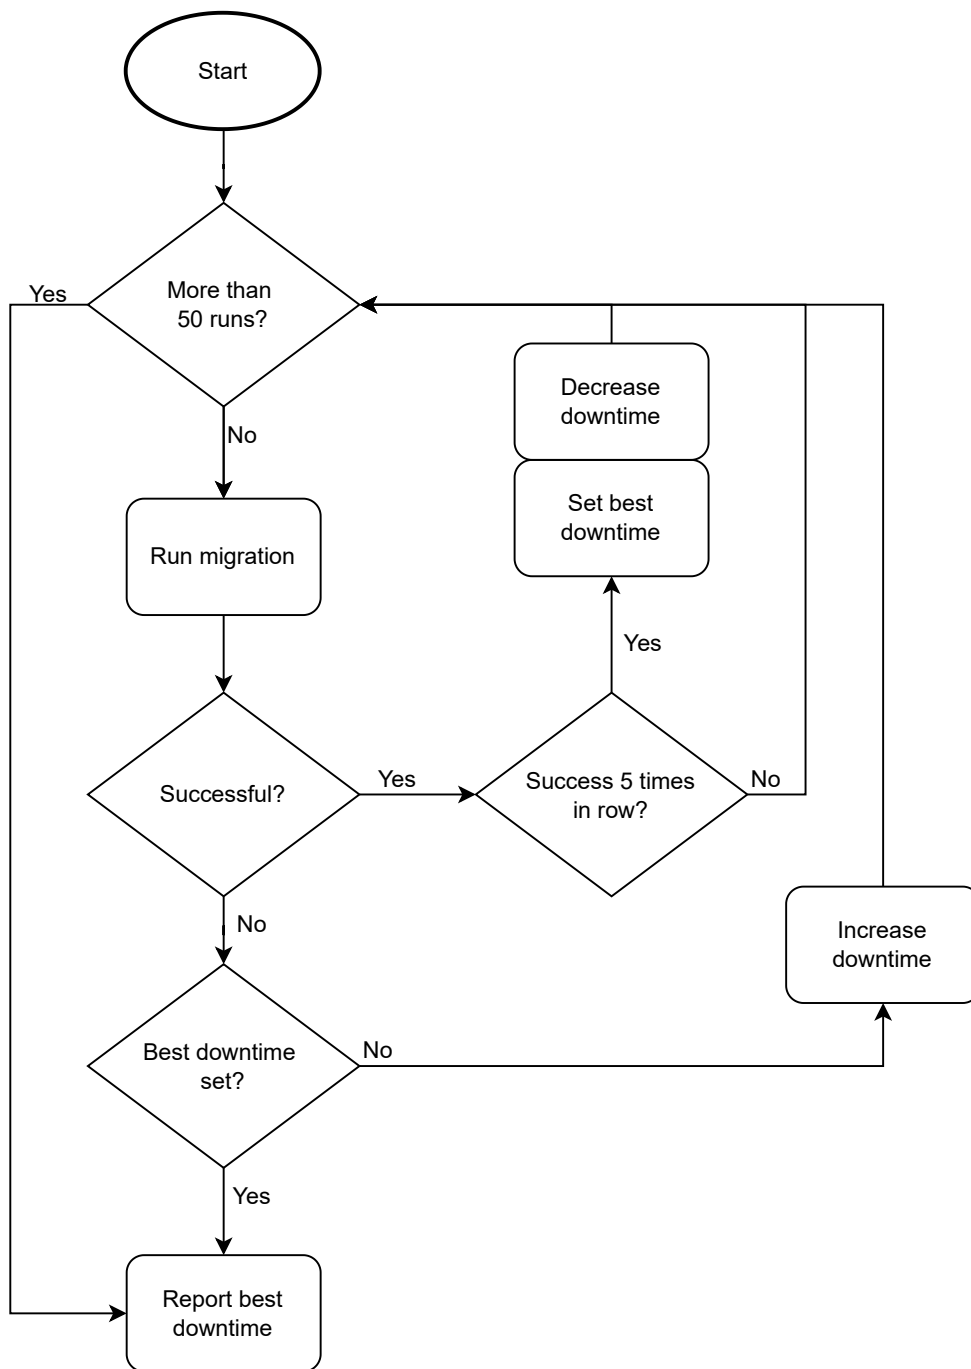 Start
Yes
More than
50 runs?
No
Decrease
downtime
Set best
downtime
Run migration
Yes
Successful?
Yes
Success 5 times
in row?
No
No
Increase
downtime
Best downtime
set?
No
Yes
Report best
downtime